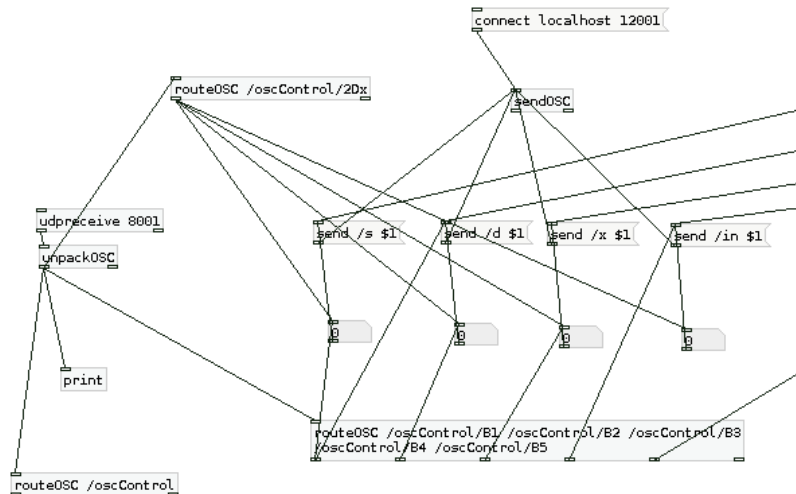 connect localhost 12001
routeOSC /oscControl/2Dx
sendOSC
udpreceive 8001
send /s $1
send /d $1
send /x $1
send /in $1
unpackOSC
0
0
0
0
print
routeOSC /oscControl/B1 /oscControl/B2 /oscControl/B3
/oscControl/B4 /oscControl/B5
routeOSC /oscControl